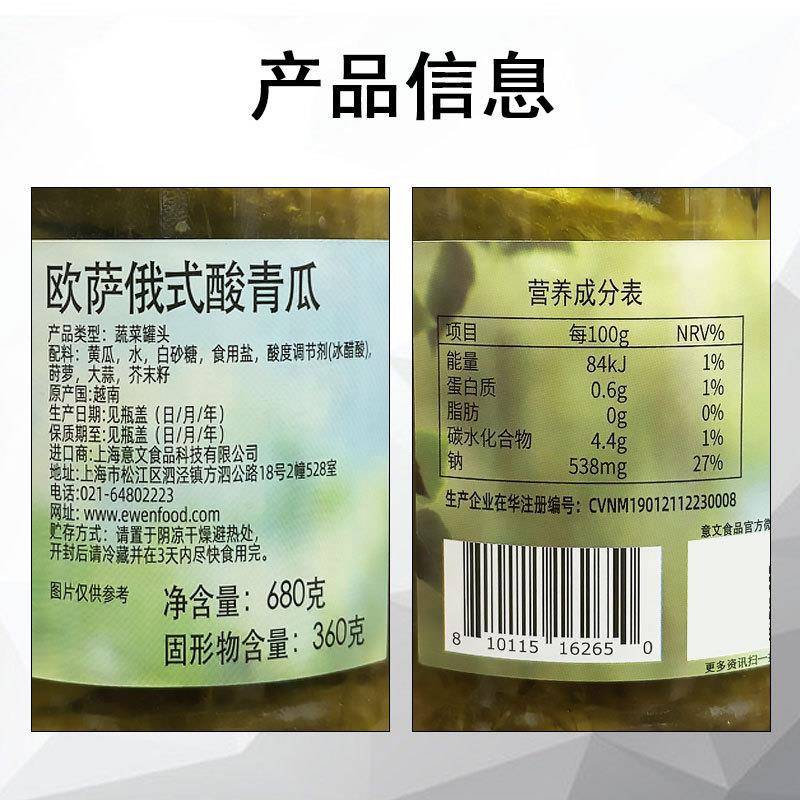 产品信息
欧萨俄式酸青瓜
产品类型：蔬菜罐头
配料：黄瓜，水，白砂糖，食用盐，酸度调节剂(冰醋酸),
莳萝，大蒜，芥末籽
原产国:越南
生产日期:见瓶盖（日/月/年）
保质期至:见瓶盖（日/月/年）
进口商:上海意文食品科技有限公司
地址:上海市松江区泗泾镇方泗公路18号2幢528室
电话:021-64802223
网址: www.ewenfood.com
贮存方式：请置于阴凉干燥避热处,
开封后请冷藏并在3天内尽快食用完。
图片仅供参考
净含量：680克
固形物含量：360克
营养成分表
项目 每100g NRV%
能量 84kJ 1%
蛋白质 0.6g 1%
脂肪 0g 0%
碳水化合物 4.4g 1%
钠 538mg 27%
生产企业在华注册编号：CVNM19012112230008
意文食品官方微
8 10115 16265 0
更多资讯扫一扫